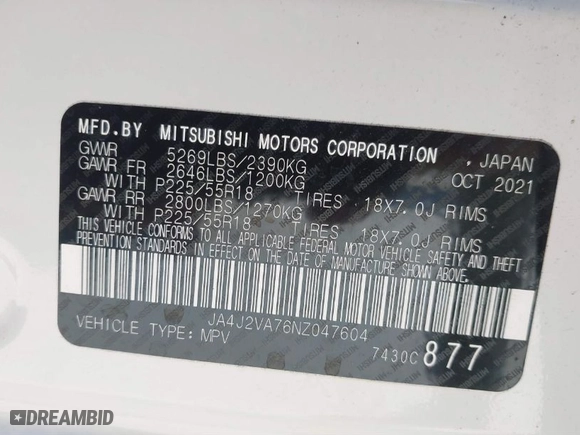 MFD.BY MITSUBISHI MOTORS CORPORATION , JAPAN
GVWR 5269LBS/2390KG OCT 2021
GAWR FR 2646LBS/1200KG
WITH P225/55R18 TIRES 18X7.0J RIMS
GAWR RR 2800LBS/1270KG
WITH P225/55R18 TIRES 18X7.0J RIMS
THIS VEHICLE CONFORMS TO ALL APPLICABLE FEDERAL MOTOR VEHICLE SAFETY AND THEFT
PREVENTION STANDARDS IN EFFECT ON THE DATE OF MANUFACTURE SHOWN ABOVE.
JA4J2VA76NZ047604
VEHICLE TYPE:MPV 7430C 877
DREAMBID